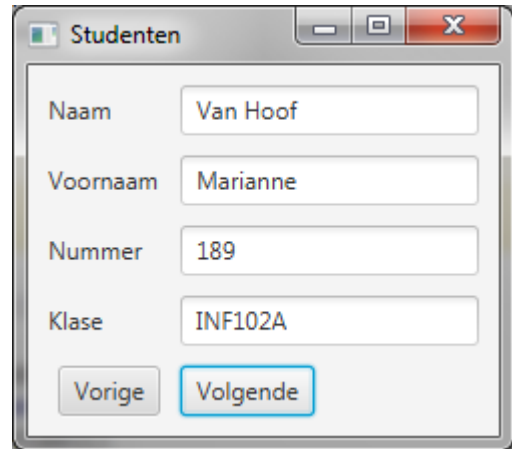 Studenten
Naam Van Hoof
Voornaam Marianne
Nummer 189
Klase INF102A
Vorige Volgende